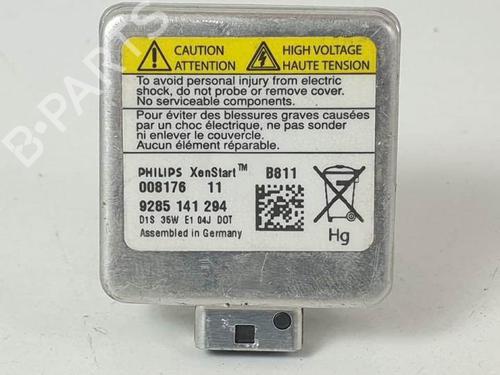 CAUTION
ATTENTION
HIGH VOLTAGE
HAUTE TENSION
To avoid personal injury from electric
shock, do not probe or remove cover.
No serviceable components.
Pour éviter des blessures graves causées
par un choc électrique, ne pas sonder
ni enlever le couvercle.
Aucun élément réparable.
PHILIPS XenStart™ B811
008176 11
9285 141 294
D1S 35W E1 04J DOT
Assembled in Germany
Hg
B-PARTS